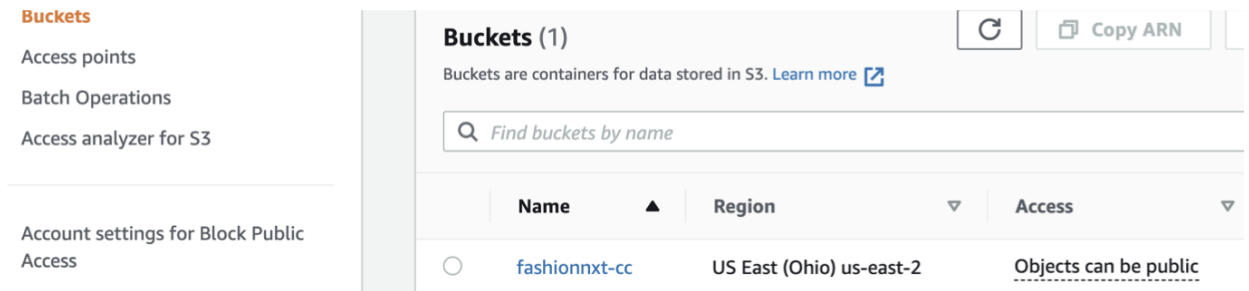 Buckets
Access points
Batch Operations
Access analyzer for S3
Account settings for Block Public
Access
Buckets (1)
Copy ARN
Buckets are containers for data stored in S3. Learn more
Find buckets by name
Name Region Access
fashionnxt-cc US East (Ohio) us-east-2 Objects can be public